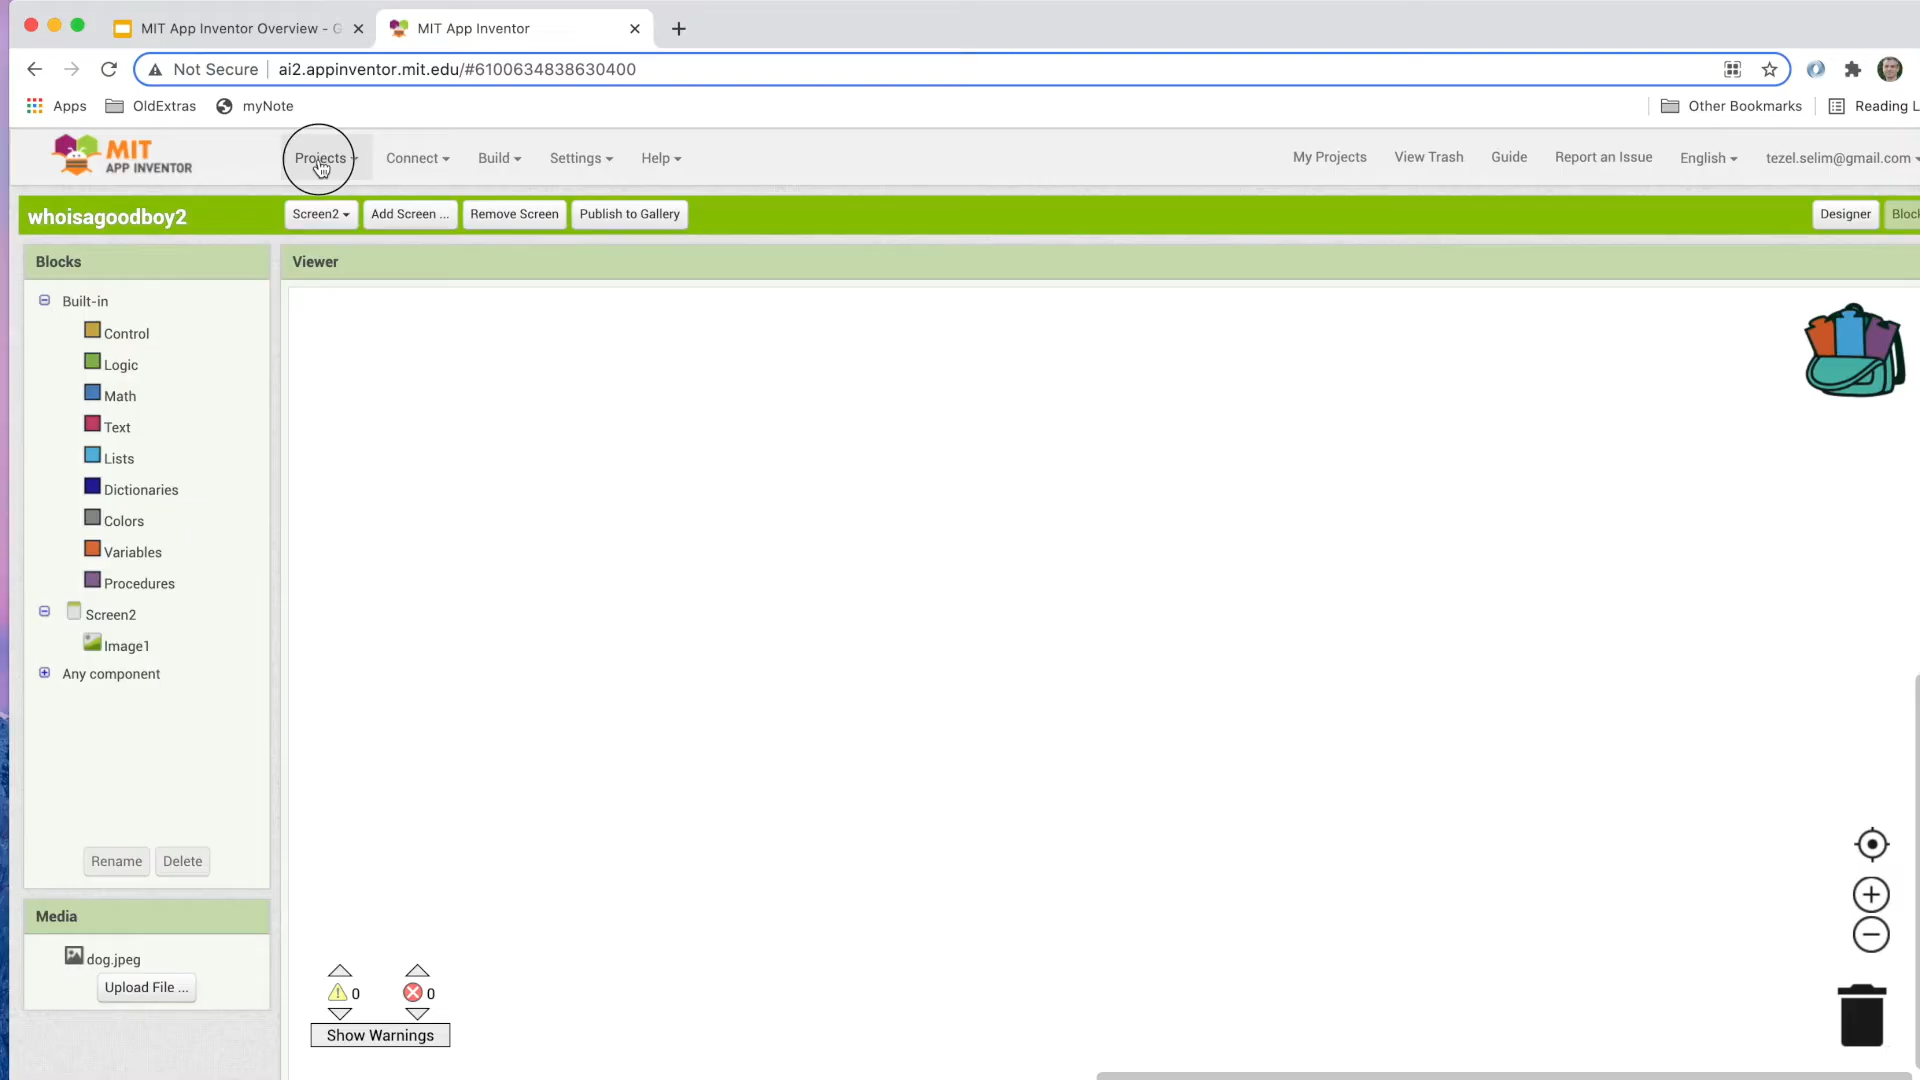 MIT App Inventor Overview - G
MIT App Inventor
Not Secure ai2.appinventor.mit.edu/#6100634838630400
Apps OldExtras myNote Other Bookmarks Reading L
MIT
APP INVENTOR
Projects Connect Build Settings Help My Projects View Trash Guide Report an Issue English tezel.selim@gmail.com
whoisagoodboy2 Screen2 Add Screen ... Remove Screen Publish to Gallery Designer Bloc
Blocks
Viewer
Built-in
Control
Logic
Math
Text
Lists
Dictionaries
Colors
Variables
Procedures
Screen2
Image1
Any component
Rename Delete
Media
dog.jpeg
Upload File ...
0 0
Show Warnings